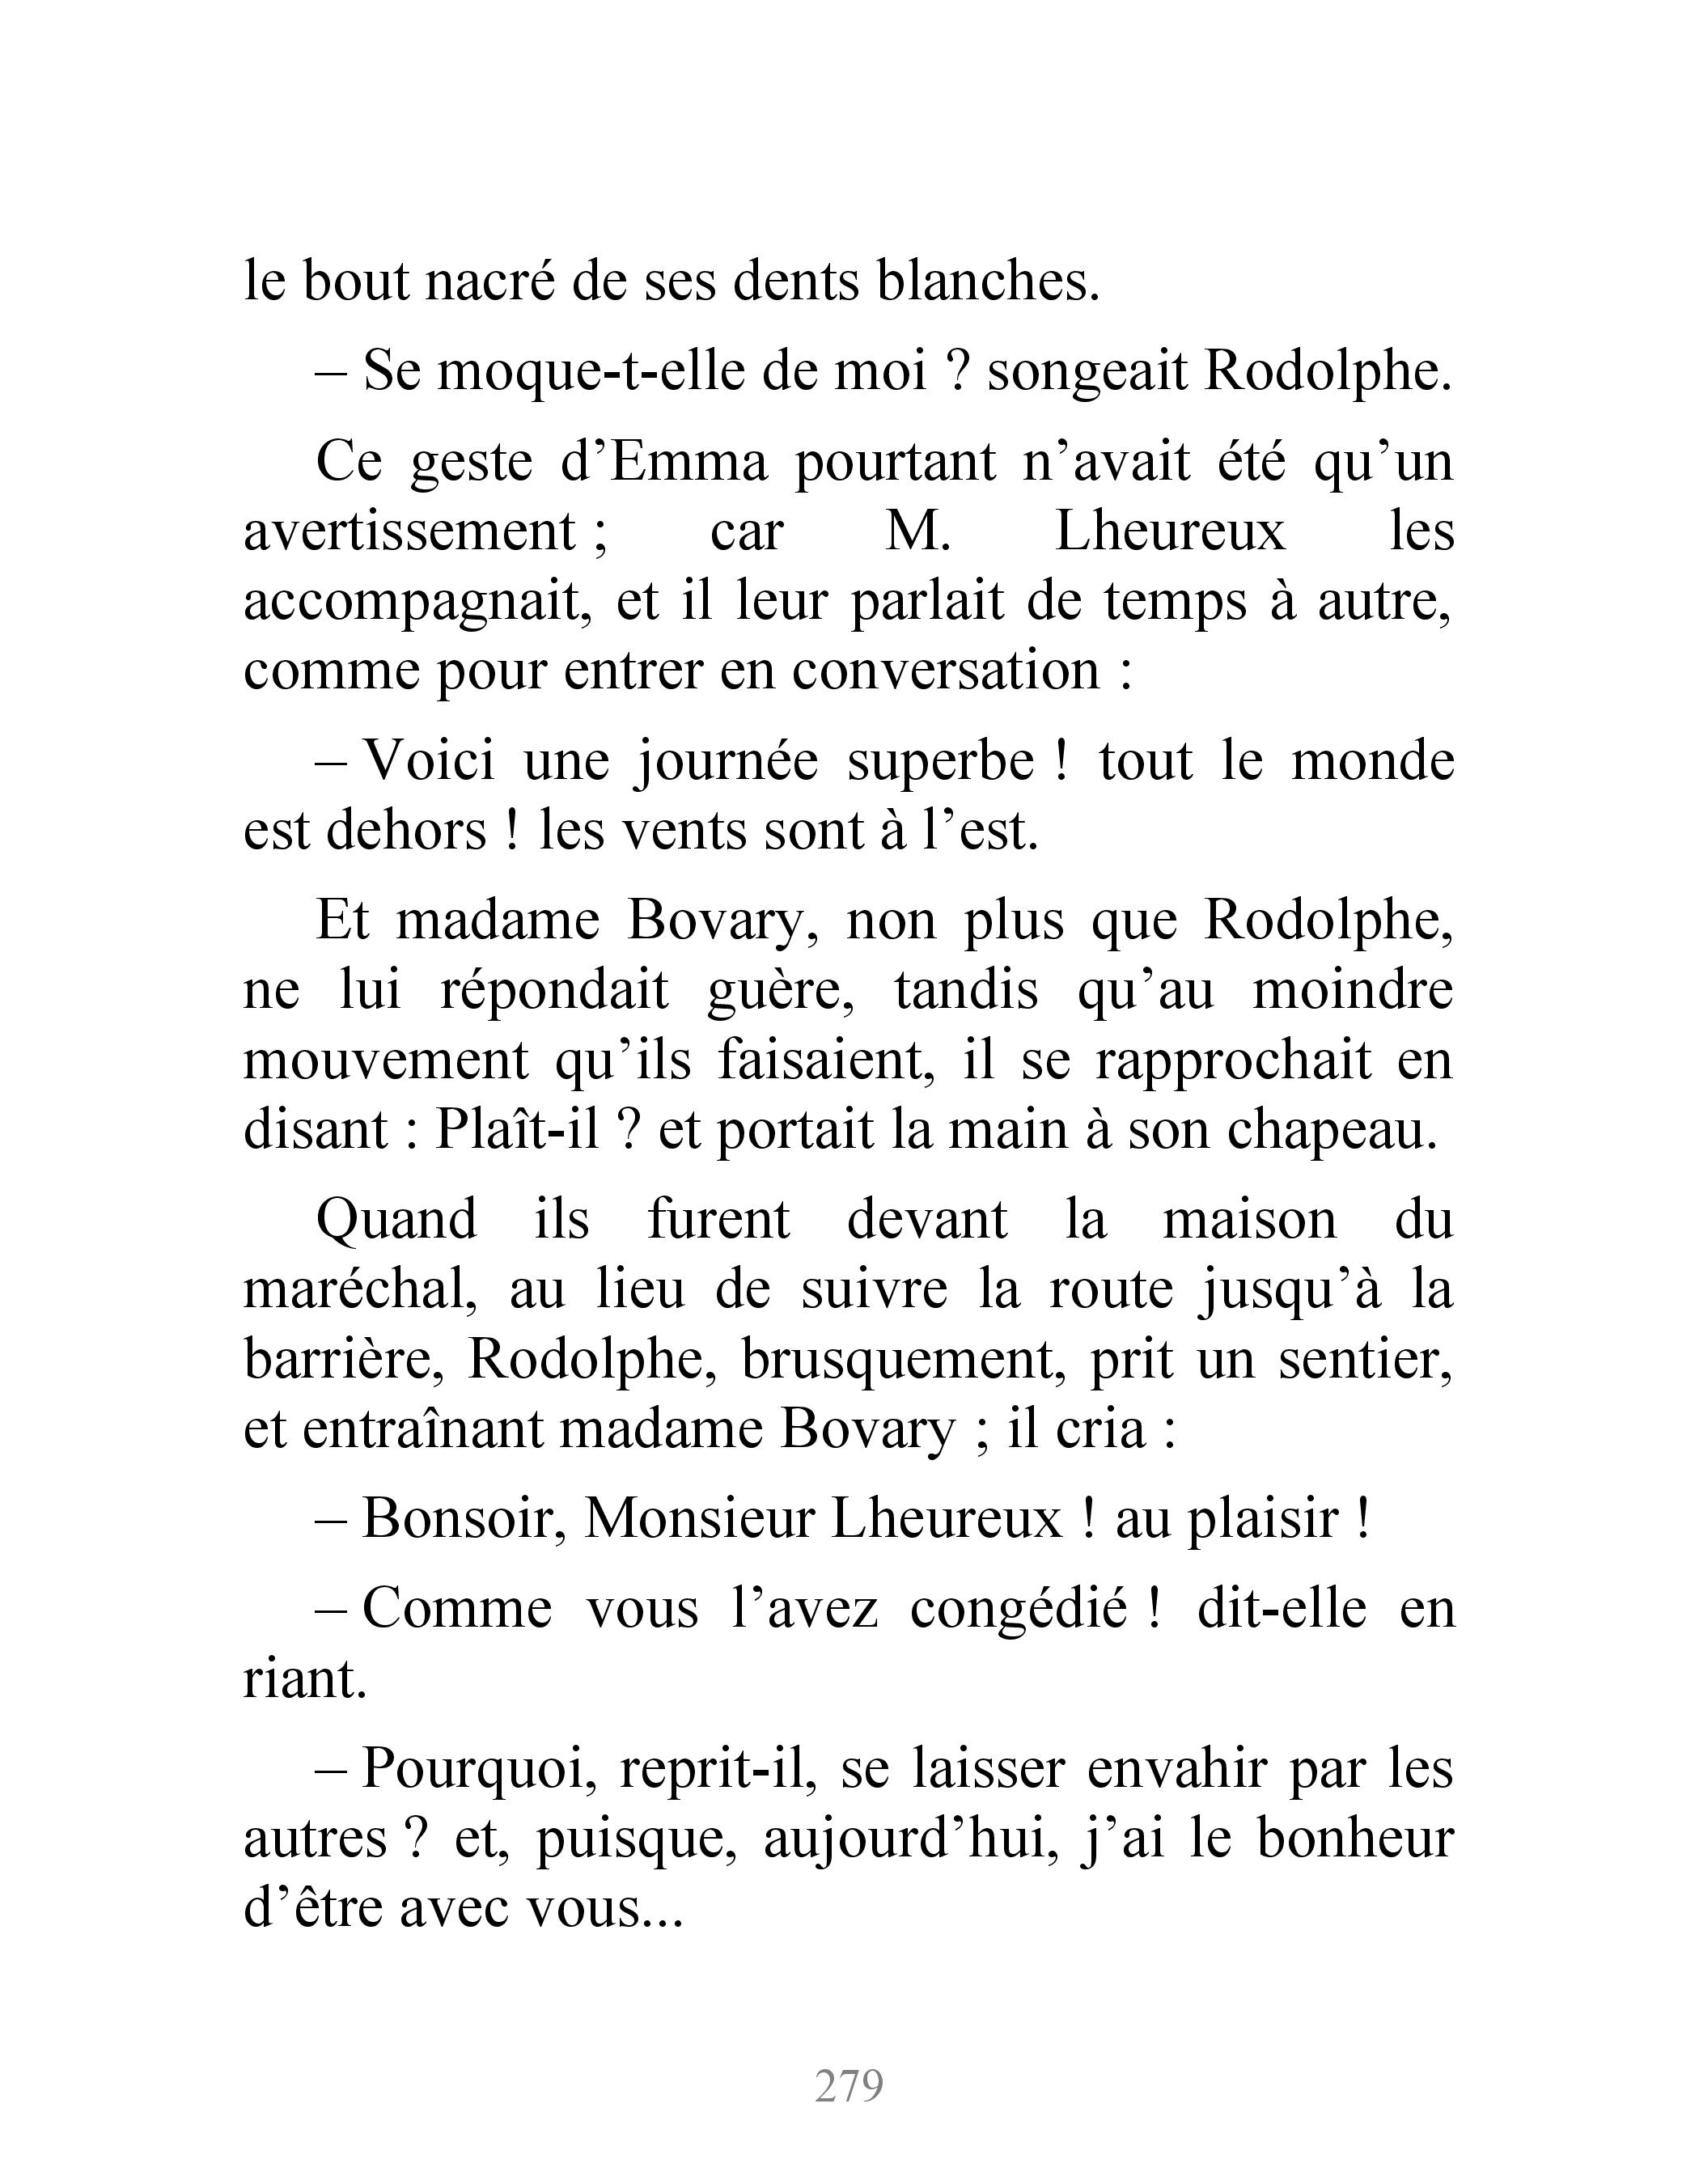 le bout nacré de ses dents blanches.
– Se moque-t-elle de moi ? songeait Rodolphe.
Ce geste d’Emma pourtant n’avait été qu’un
avertissement ; car M. Lheureux les
accompagnait, et il leur parlait de temps à autre,
comme pour entrer en conversation :
– Voici une journée superbe ! tout le monde
est dehors ! les vents sont à l’est.
Et madame Bovary, non plus que Rodolphe,
ne lui répondait guère, tandis qu’au moindre
mouvement qu’ils faisaient, il se rapprochait en
disant : Plaît-il ? et portait la main à son chapeau.
Quand ils furent devant la maison du
maréchal, au lieu de suivre la route jusqu’à la
barrière, Rodolphe, brusquement, prit un sentier,
et entraînant madame Bovary ; il cria :
– Bonsoir, Monsieur Lheureux ! au plaisir !
– Comme vous l’avez congédié ! dit-elle en
riant.
– Pourquoi, reprit-il, se laisser envahir par les
autres ? et, puisque, aujourd’hui, j’ai le bonheur
d’être avec vous...
279